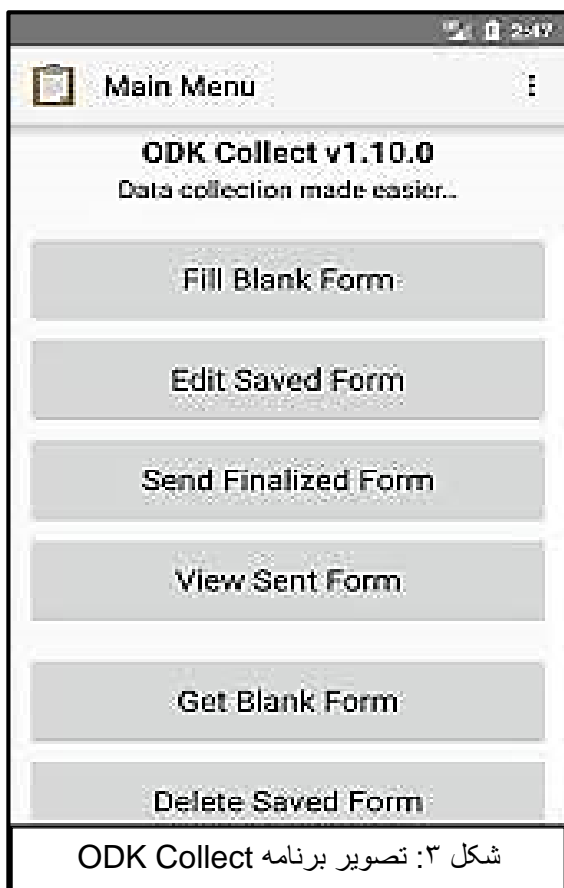 2:47
Main Menu
ODK Collect v1.10.0
Data collection made easier...
Fill Blank Form
Edit Saved Form
Send Finalized Form
View Sent Form
Get Blank Form
Delete Saved Form
شکل ۳: تصویر برنامه ODK Collect